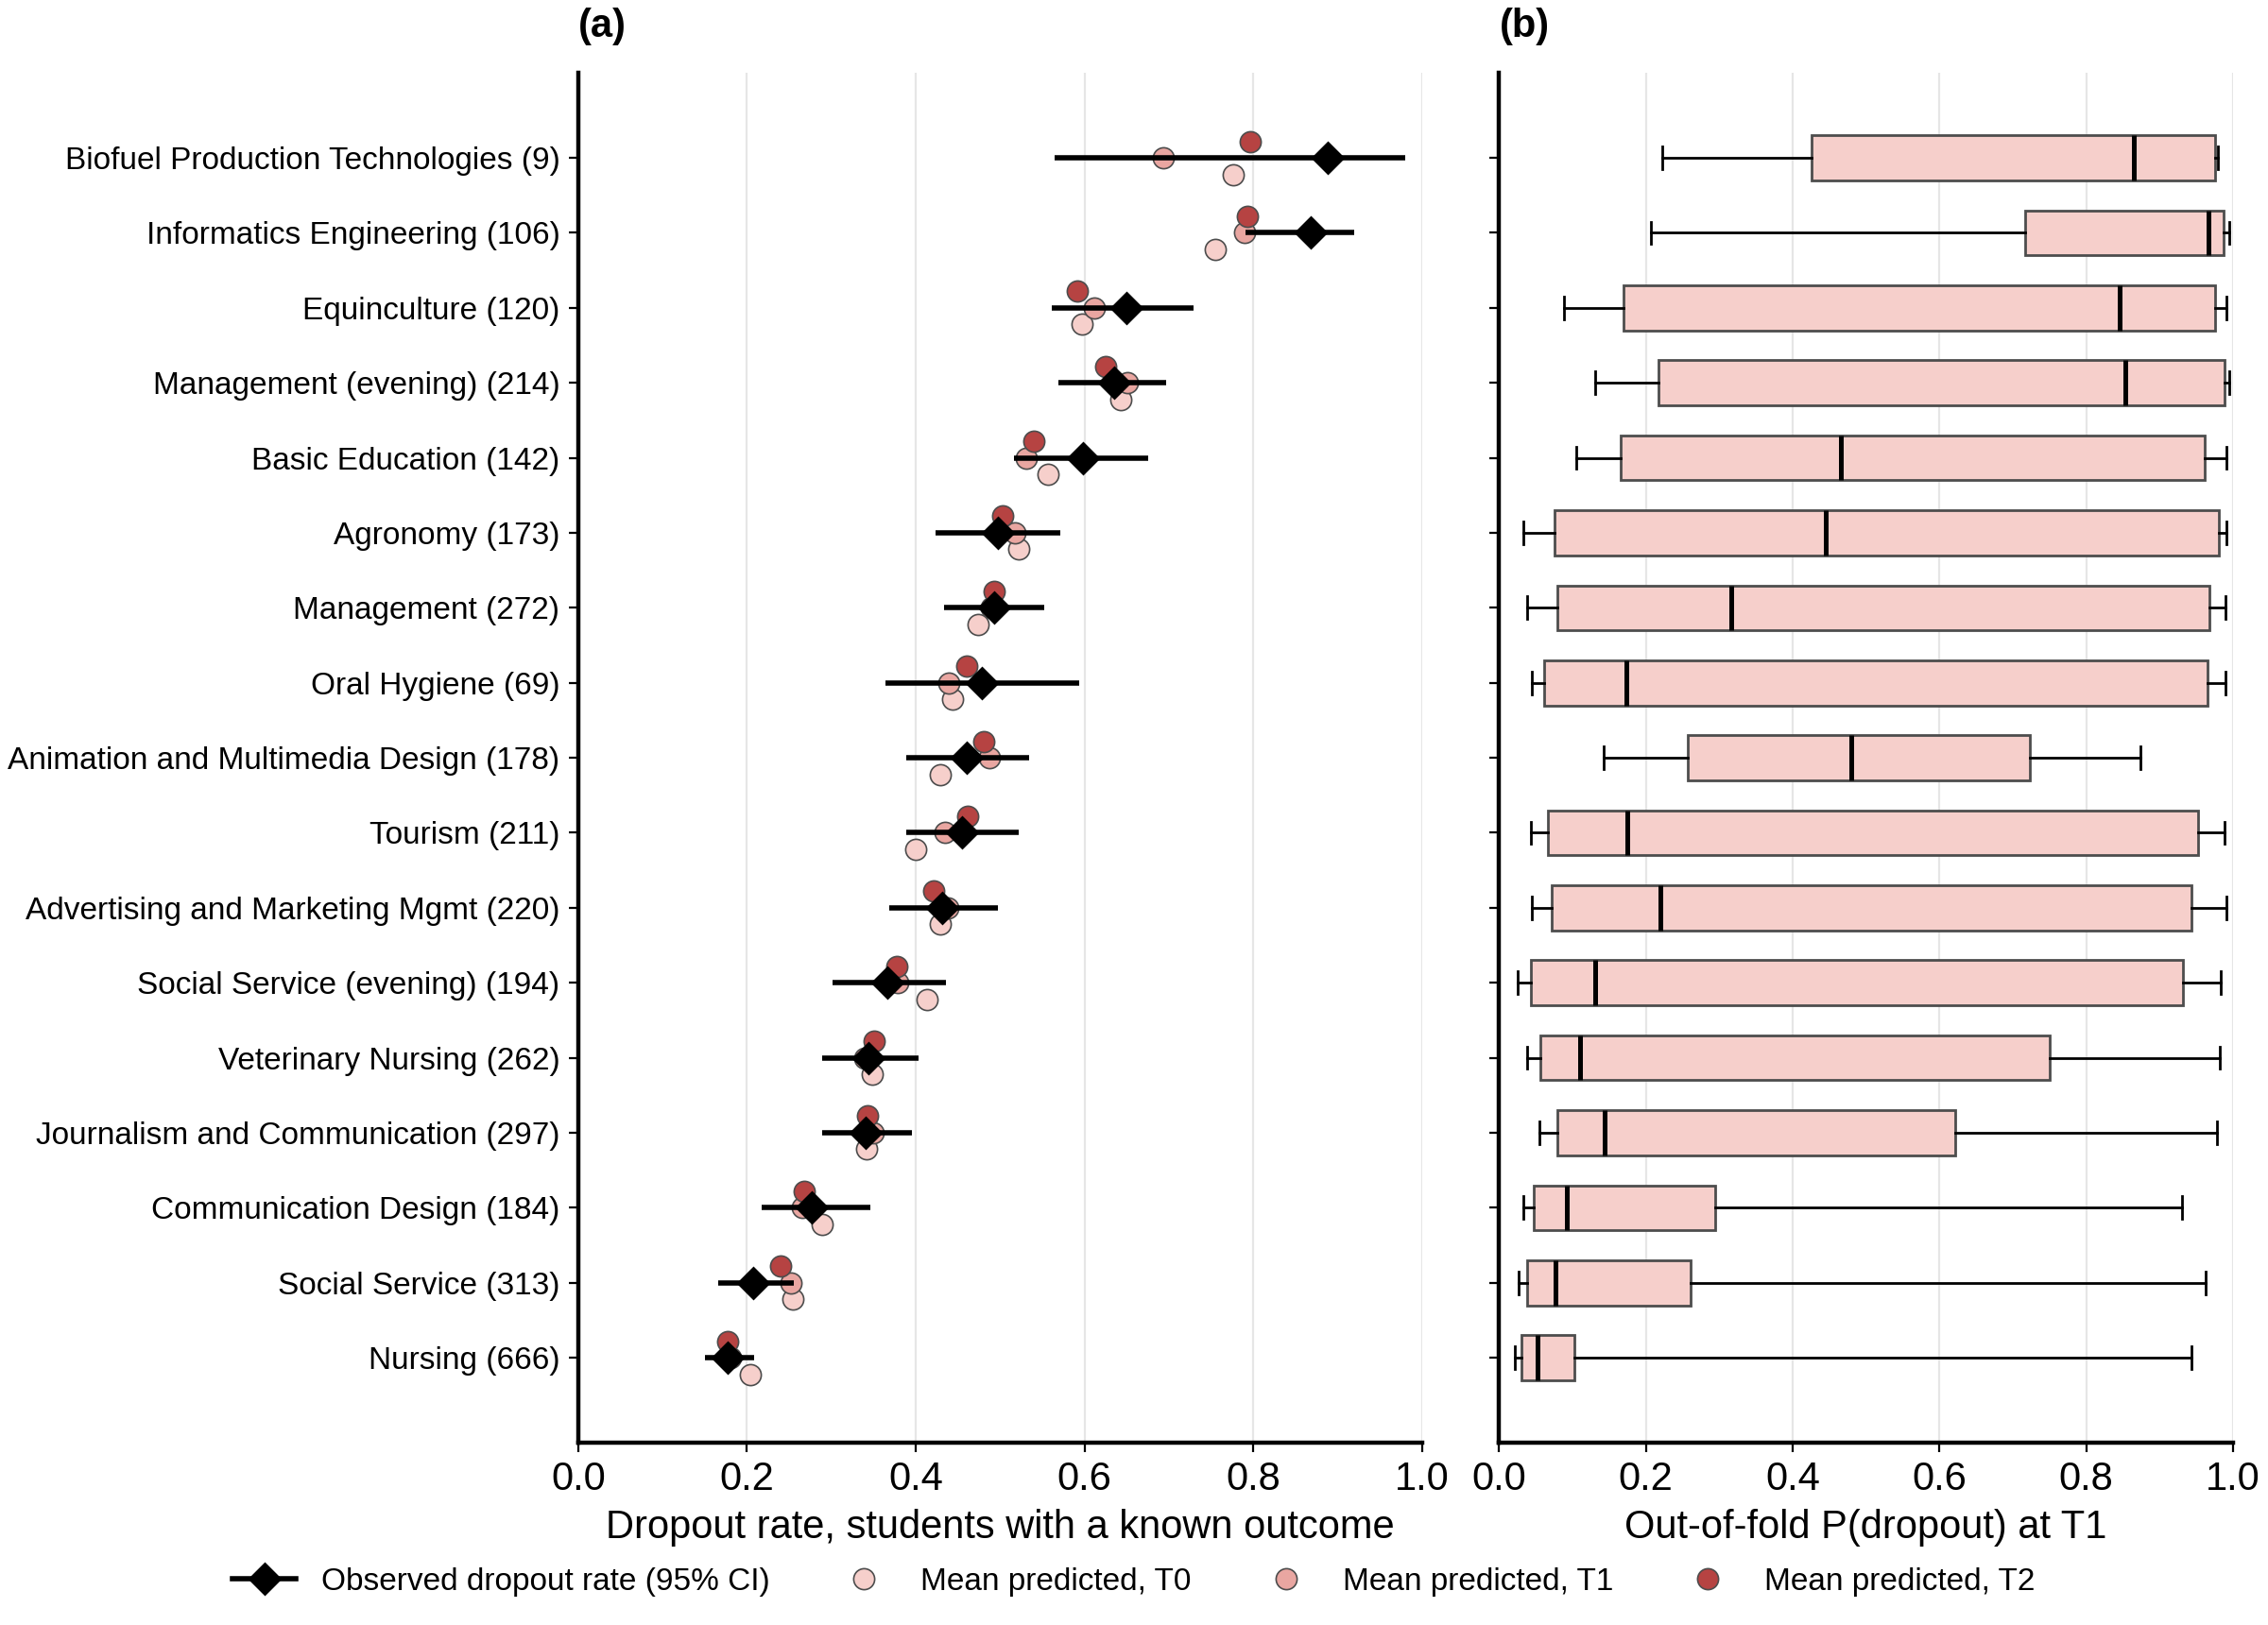 (a)
(b)
Biofuel Production Technologies (9)
Informatics Engineering (106)
Equinculture (120)
Management (evening) (214)
Basic Education (142)
Agronomy (173)
Management (272)
Oral Hygiene (69)
Animation and Multimedia Design (178)
Tourism (211)
Advertising and Marketing Mgmt (220)
Social Service (evening) (194)
Veterinary Nursing (262)
Journalism and Communication (297)
Communication Design (184)
Social Service (313)
Nursing (666)
0.0 0.2 0.4 0.6 0.8 1.0
0.0 0.2 0.4 0.6 0.8 1.0
Dropout rate, students with a known outcome
Out-of-fold P(dropout) at T1
Observed dropout rate (95% CI)
Mean predicted, T0
Mean predicted, T1
Mean predicted, T2